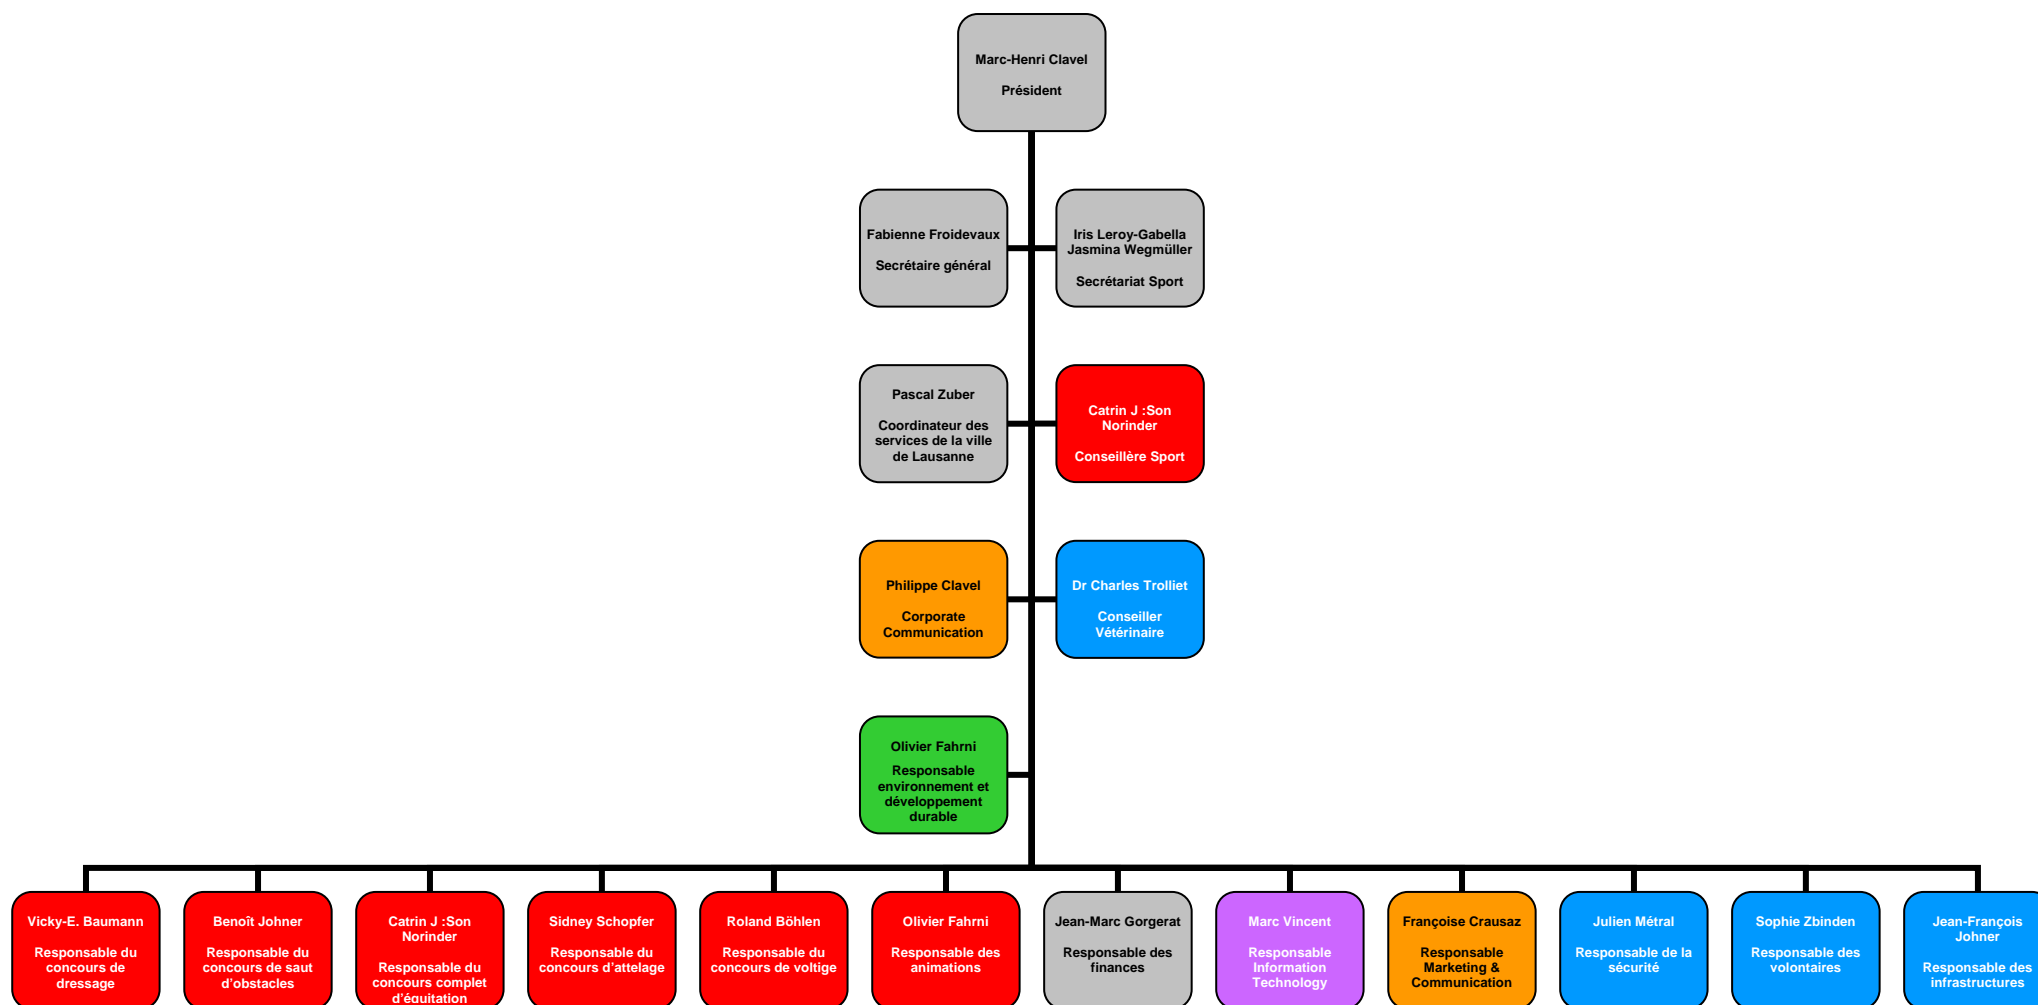 Marc-Henri Clavel
Président
Fabienne Froidevaux
Secrétaire général
Iris Leroy-Gabella
Jasmina Wegmüller
Secrétariat Sport
Pascal Zuber
Coordinateur des
services de la ville
de Lausanne
Catrin J :Son
Norinder
Conseillère Sport
Philippe Clavel
Corporate
Communication
Dr Charles Trolliet
Conseiller
Vétérinaire
Olivier Fahrni
Responsable
environnement et
développement
durable
Vicky-E. Baumann
Responsable du
concours de
dressage
Benoît Johner
Responsable du
concours de saut
d'obstacles
Catrin J :Son
Norinder
Responsable du
concours complet
d'équitation
Sidney Schopfer
Responsable du
concours d'attelage
Roland Böhlen
Responsable du
concours de voltige
Olivier Fahrni
Responsable des
animations
Jean-Marc Gorgerat
Responsable des
finances
Marc Vincent
Responsable
Information
Technology
Françoise Crausaz
Responsable
Marketing &
Communication
Julien Métral
Responsable de la
sécurité
Sophie Zbinden
Responsable des
volontaires
Jean-François
Johner
Responsable des
infrastructures